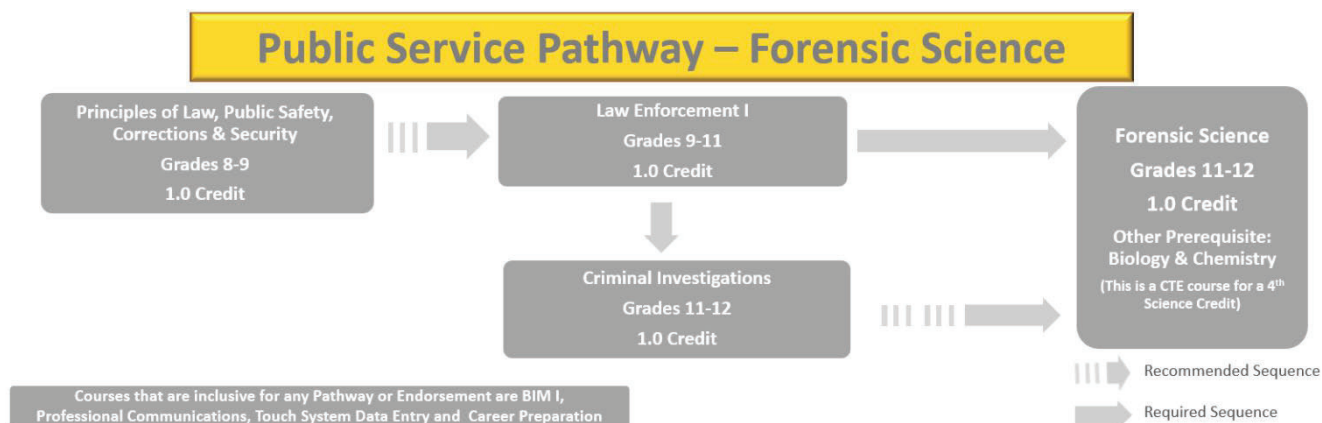 Public Service Pathway – Forensic Science
Principles of Law, Public Safety,
Corrections & Security
Grades 8-9
1.0 Credit
Law Enforcement I
Grades 9-11
1.0 Credit
Criminal Investigations
Grades 11-12
1.0 Credit
Forensic Science
Grades 11-12
1.0 Credit
Other Prerequisite:
Biology & Chemistry
(This is a CTE course for a 4th
Science Credit)
Courses that are inclusive for any Pathway or Endorsement are BIM I,
Professional Communications, Touch System Data Entry and Career Preparation
Recommended Sequence
Required Sequence